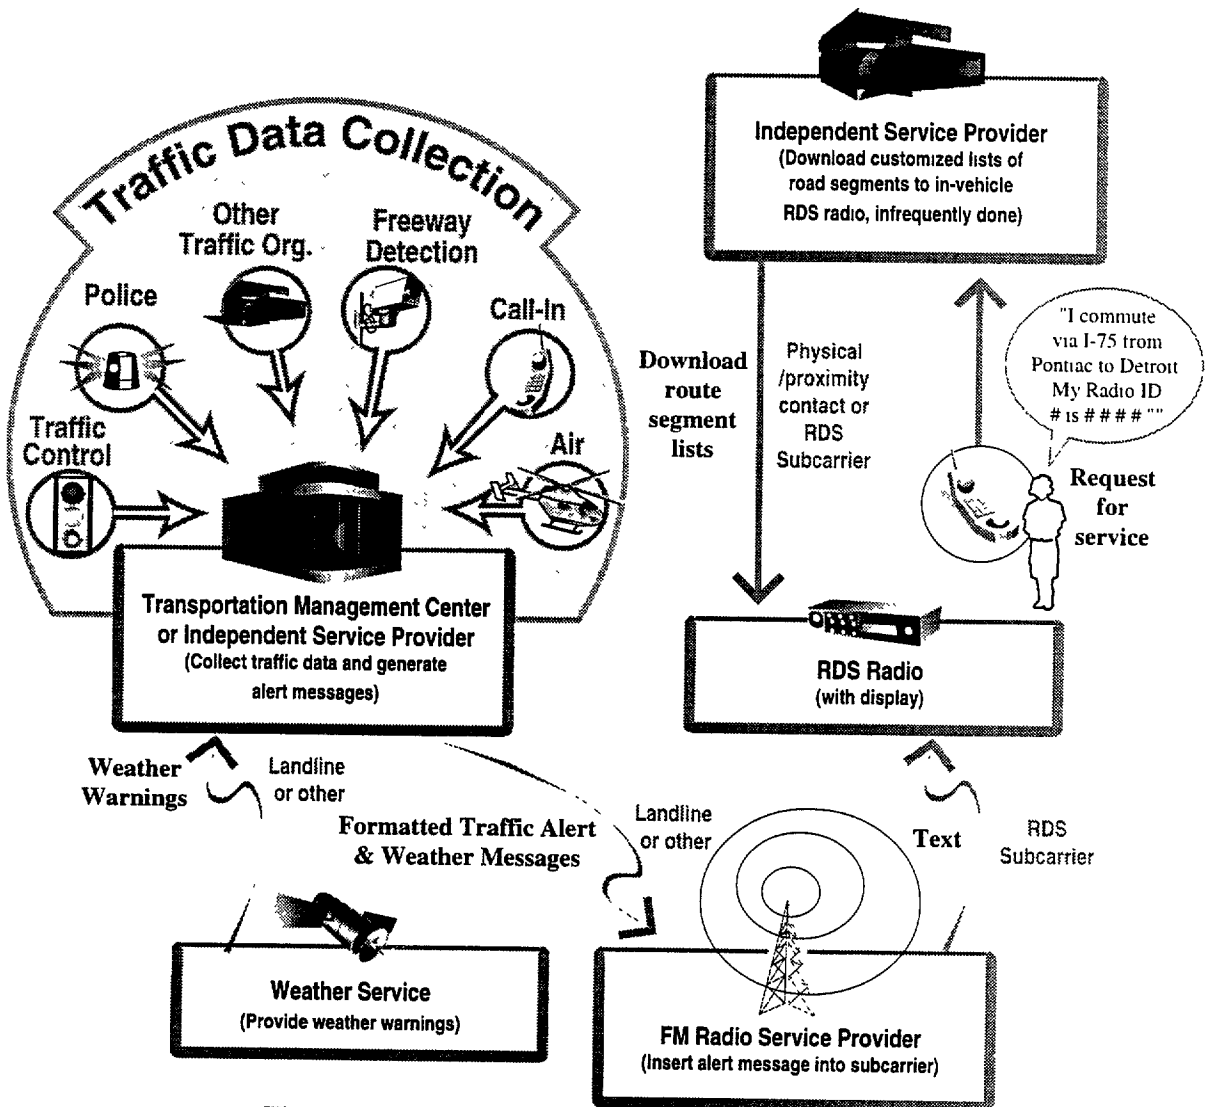 Traffic Data Collection
Other
Traffic Org.
Freeway
Detection
Police
Call-In
Traffic
Control
Air
Transportation Management Center
or Independent Service Provider
(Collect traffic data and generate
alert messages)
Independent Service Provider
(Download customized lists of
road segments to in-vehicle
RDS radio, infrequently done)
Download
route
segment
lists
Physical
/proximity
contact or
RDS
Subcarrier
"I commute
via I-75 from
Pontiac to Detroit
My Radio ID
# is # # # # ""
Request
for
service
RDS Radio
(with display)
Weather
Warnings
Landline
or other
Formatted Traffic Alert
& Weather Messages
Landline
or other
Text
RDS
Subcarrier
Weather Service
(Provide weather warnings)
FM Radio Service Provider
(Insert alert message into subcarrier)